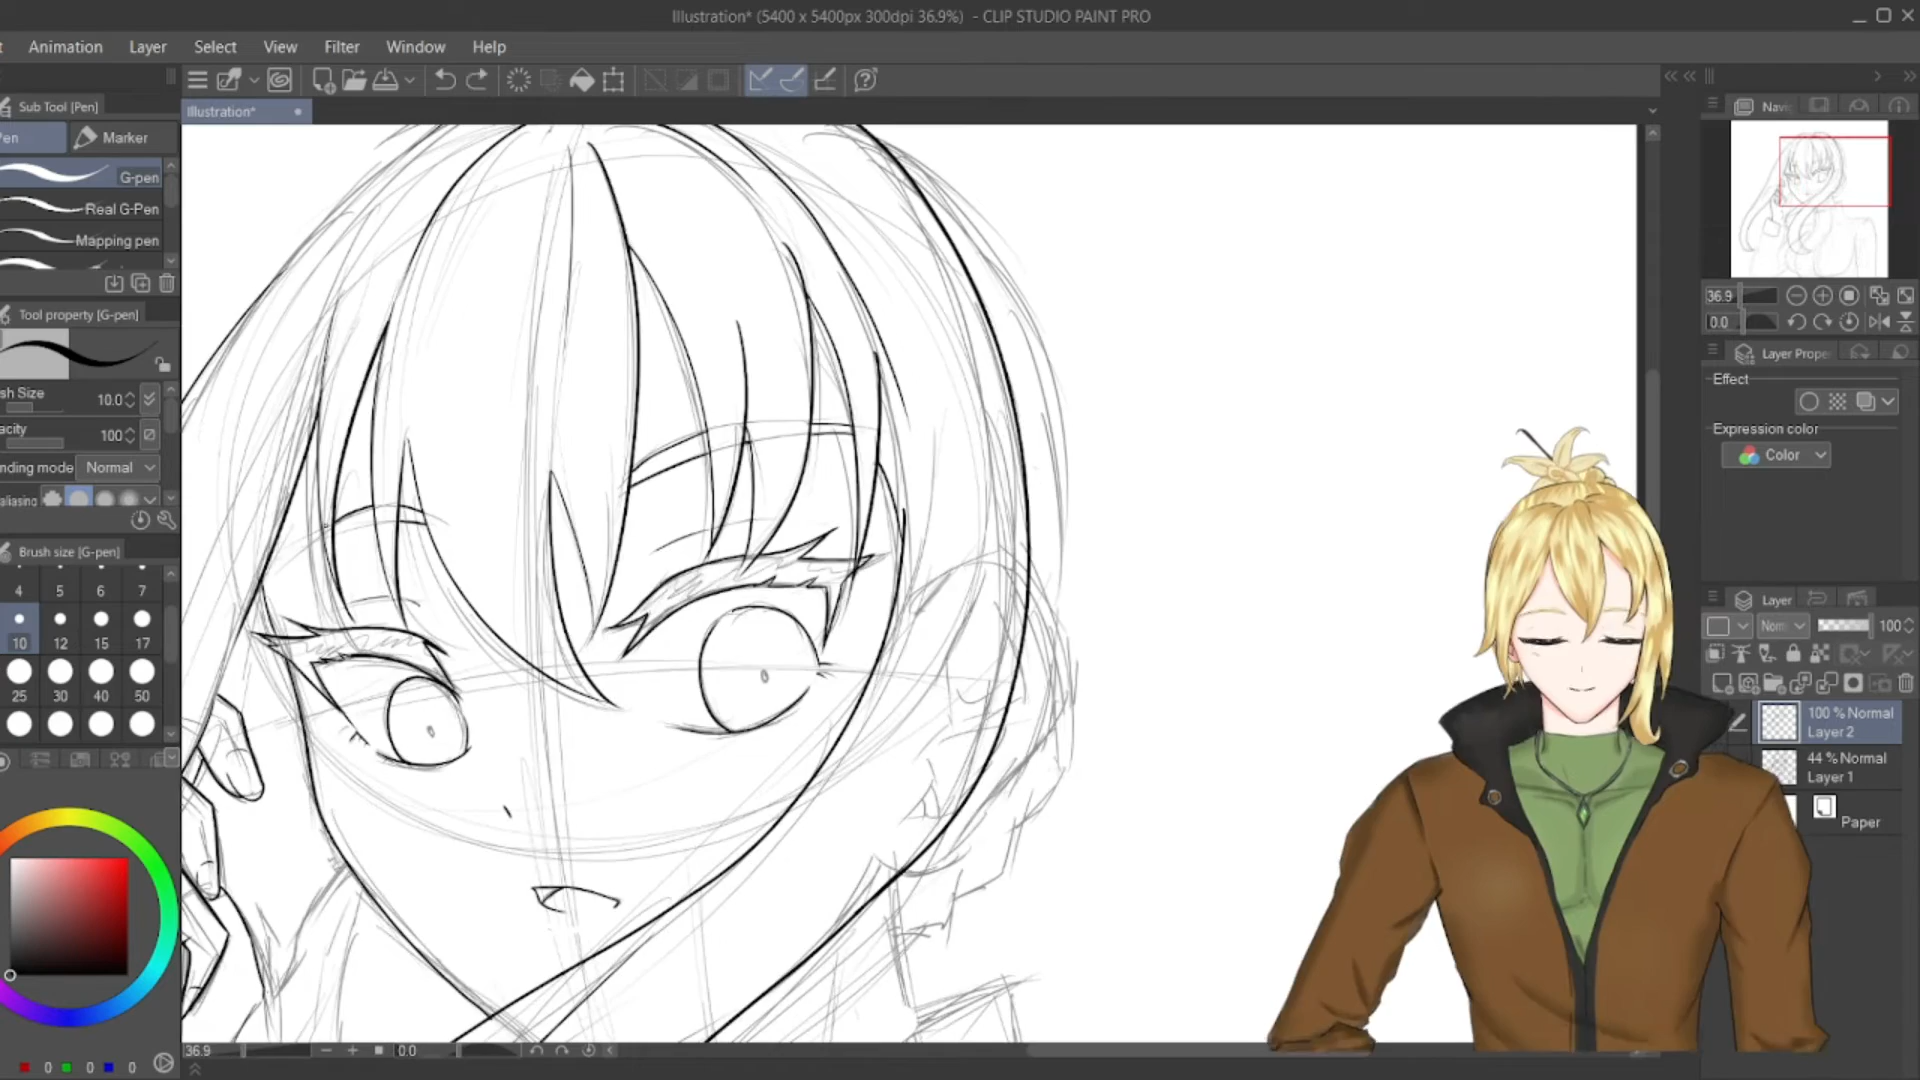 Illustration* (5400 x 5400px 300dpi 36.9%) - CLIP STUDIO PAINT PRO
t Animation Layer Select View Filter Window Help
Sub Tool [Pen]
Illustration*
Pen Marker
G-pen
Real G-Pen
Mapping pen
Tool property [G-pen]
sh Size 10.0
acity 100
nding mode Normal
aliasing
Brush size [G-pen]
4 5 6 7
10 12 15 17
25 30 40 50
0 0 0
36.9 0.0
Navi
36.9
0.0
Layer Prope
Effect
Expression color
Color
Layer
Norm 100
100 % Normal
Layer 2
44 % Normal
Layer 1
Paper